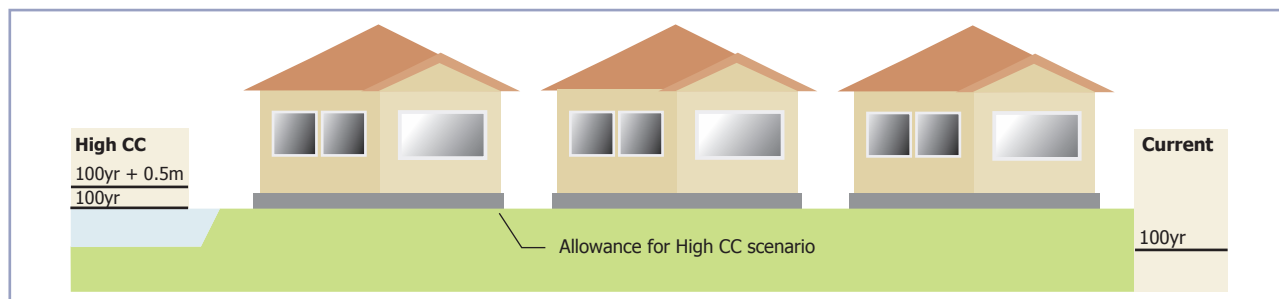 High CC
100yr + 0.5m
100yr
Allowance for High CC scenario
Current
100yr